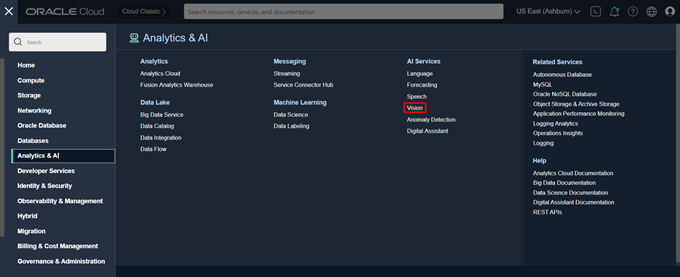 ORACLE Cloud
Cloud Classic >
Search resources, services, and documentation
US East (Ashburn)
Search
Home
Compute
Storage
Networking
Oracle Database
Databases
Analytics & AI
Developer Services
Identity & Security
Observability & Management
Hybrid
Migration
Billing & Cost Management
Governance & Administration
Analytics & AI
Analytics
Analytics Cloud
Fusion Analytics Warehouse
Data Lake
Big Data Service
Data Catalog
Data Integration
Data Flow
Messaging
Streaming
Service Connector Hub
Machine Learning
Data Science
Data Labeling
AI Services
Language
Forecasting
Speech
Vision
Anomaly Detection
Digital Assistant
Related Services
Autonomous Database
MySQL
Oracle NoSQL Database
Object Storage & Archive Storage
Application Performance Monitoring
Logging Analytics
Operations Insights
Logging
Help
Analytics Cloud Documentation
Big Data Documentation
Data Science Documentation
Digital Assistant Documentation
REST APIs